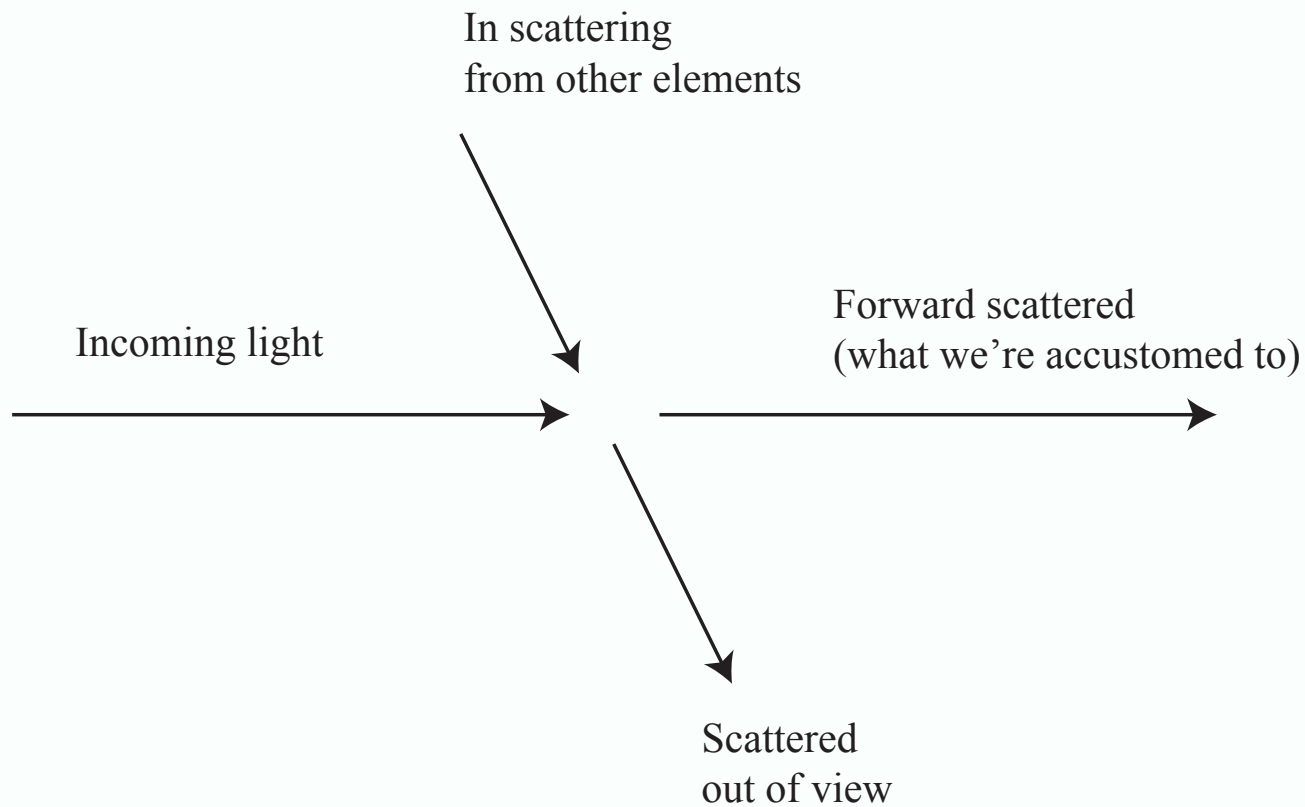 In scattering
from other elements
Incoming light
Forward scattered
(what we’re accustomed to)
Scattered
out of view